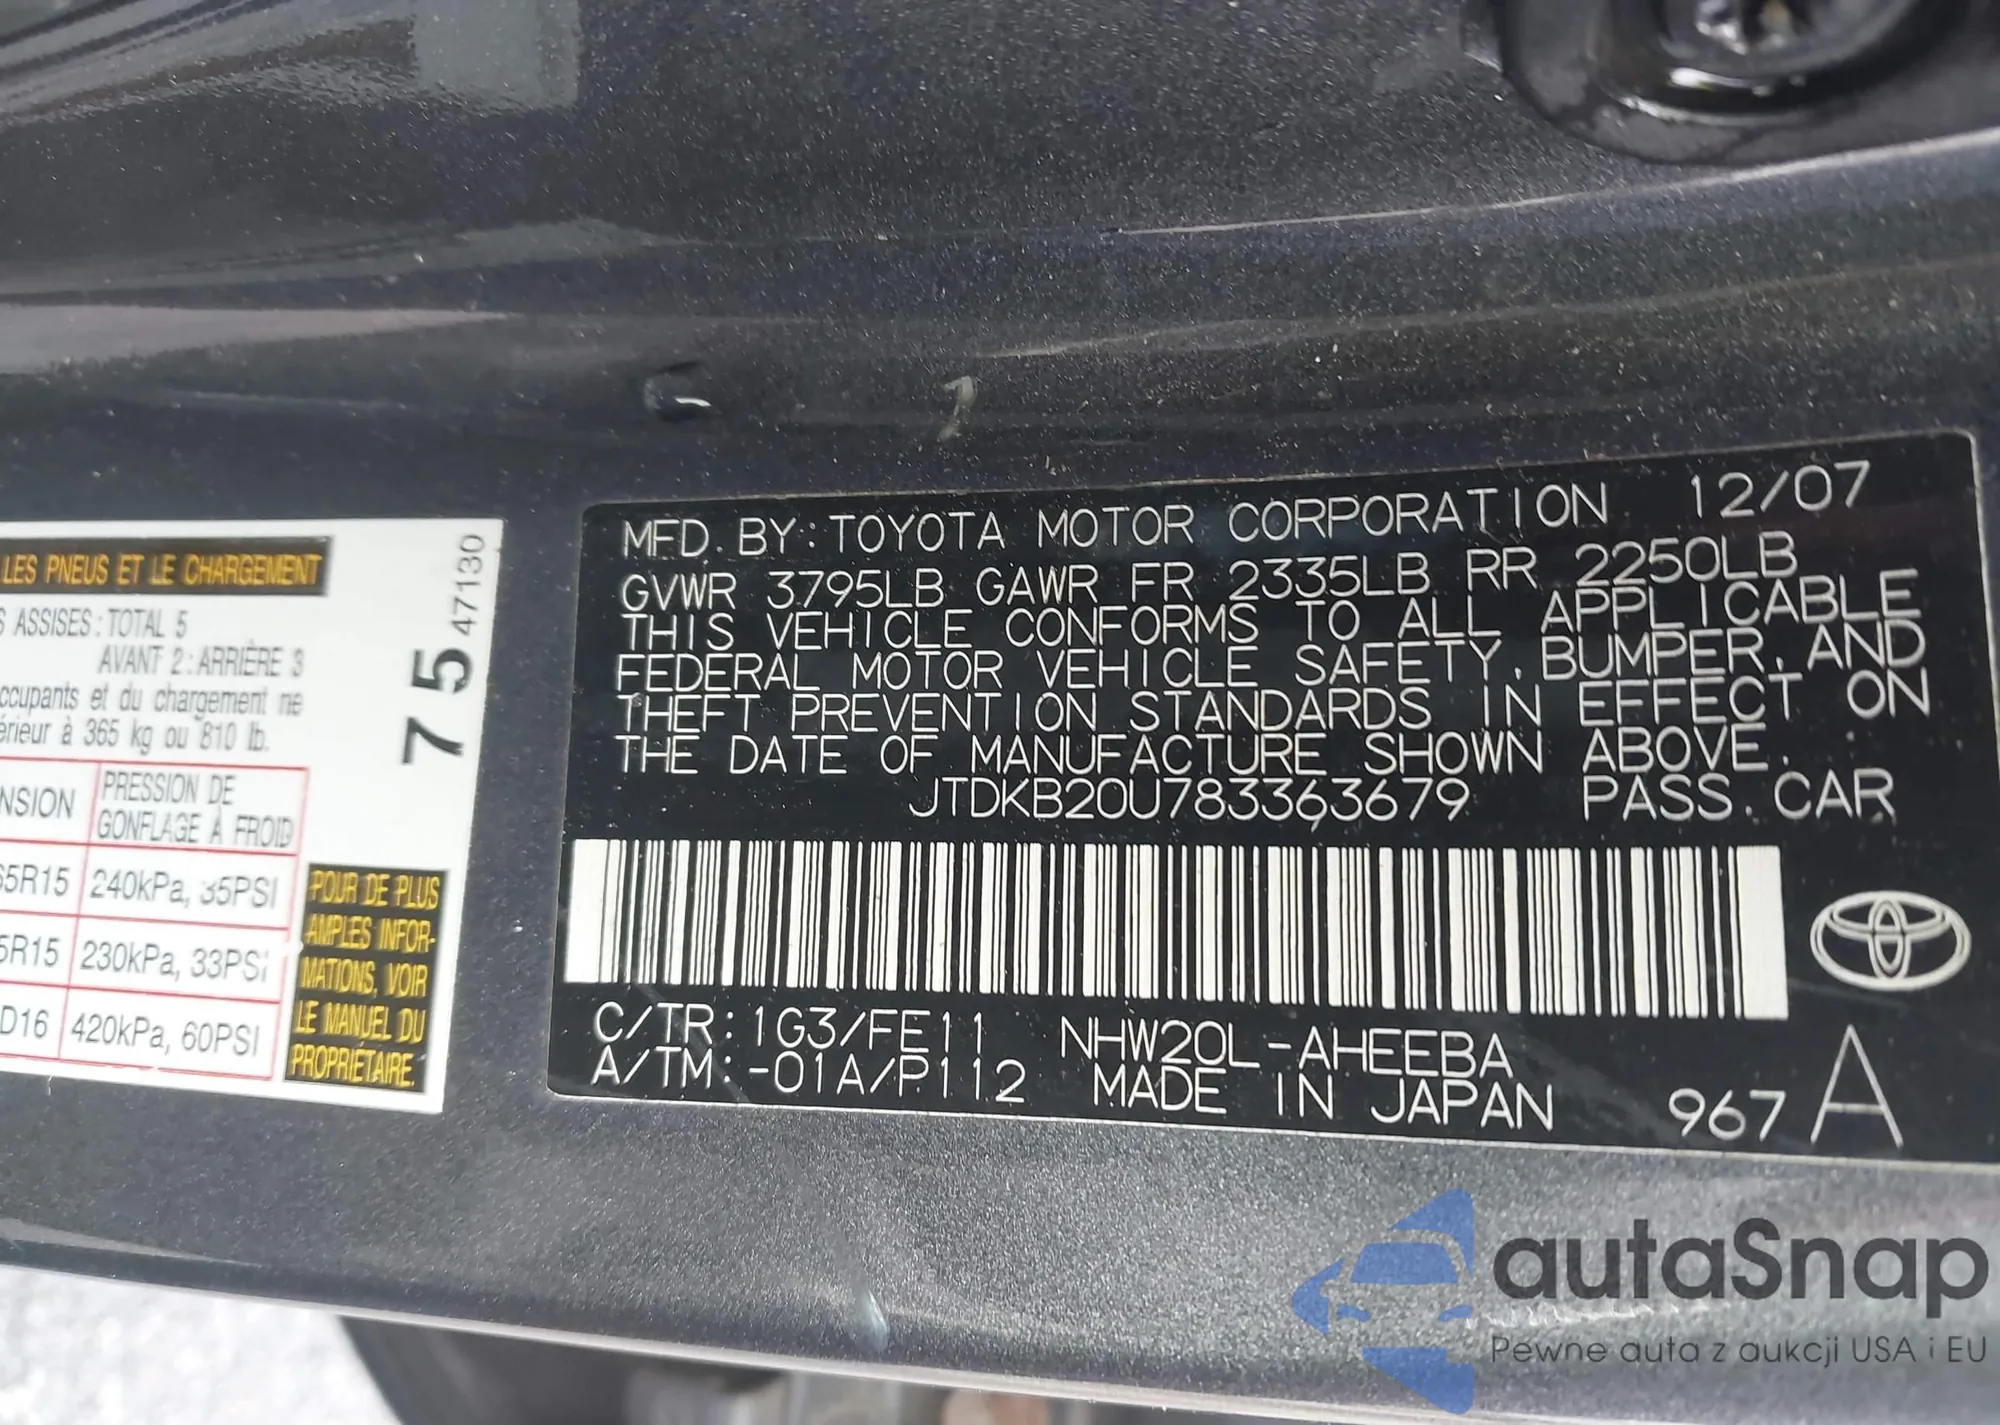 LES PNEUS ET LE CHARGEMENT
ASSISES : TOTAL 5
AVANT 2 : ARRIÈRE 3
et du chargement ne
à 365 kg ou 810 lb.
PRESSION DE
GONFLAGE À FROID
240kPa, 35PSI
230kPa, 33PSI
420kPa, 60PSI
POUR DE PLUS
AMPLES INFOR-
MATIONS, VOIR
LE MANUEL DU
PROPRIÉTAIRE.
75
47130
MFD. BY: TOYOTA MOTOR CORPORATION 12/07
GVWR 3795LB GAWR FR 2335LB RR 2250LB
THIS VEHICLE CONFORMS TO ALL APPLICABLE
FEDERAL MOTOR VEHICLE SAFETY, BUMPER, AND
THEFT PREVENTION STANDARDS IN EFFECT ON
THE DATE OF MANUFACTURE SHOWN ABOVE.
JTDKB20U783363679 PASS. CAR
C/TR: 1G3/FE11 NHW20L-AHEEBA
A/TM: -01A/P112 MADE IN JAPAN 967 A
autoSnap
Pewne auta z aukcji USA i EU